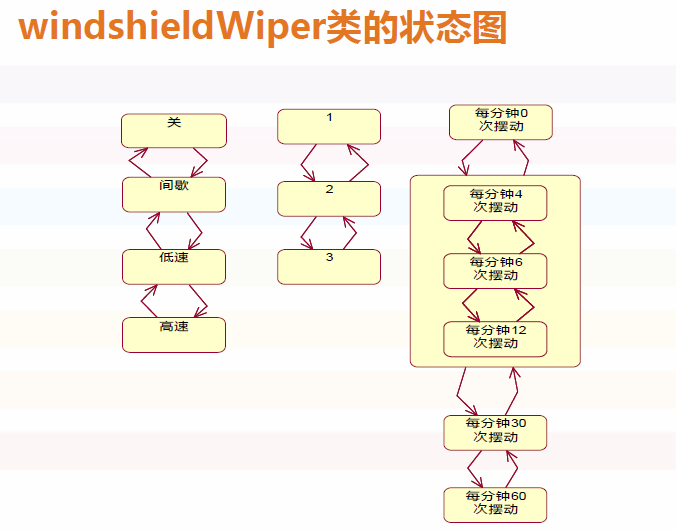 windshieldWiper类的状态图
关
间歇
低速
高速
1
2
3
每分钟0
次摆动
每分钟4
次摆动
每分钟6
次摆动
每分钟12
次摆动
每分钟30
次摆动
每分钟60
次摆动